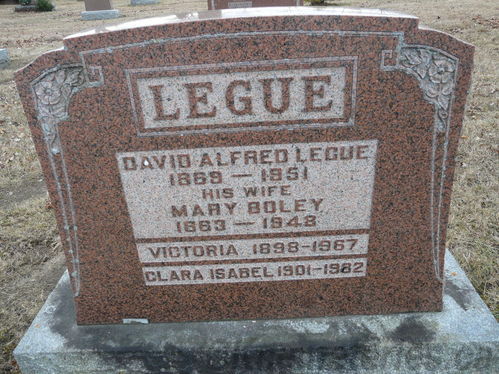 LEGUE
DAVID ALFRED LEGUE
1869 — 1951
HIS WIFE
MARY BOLEY
1863 — 1948
VICTORIA 1898-1967
CLARA ISABEL 1901-1982